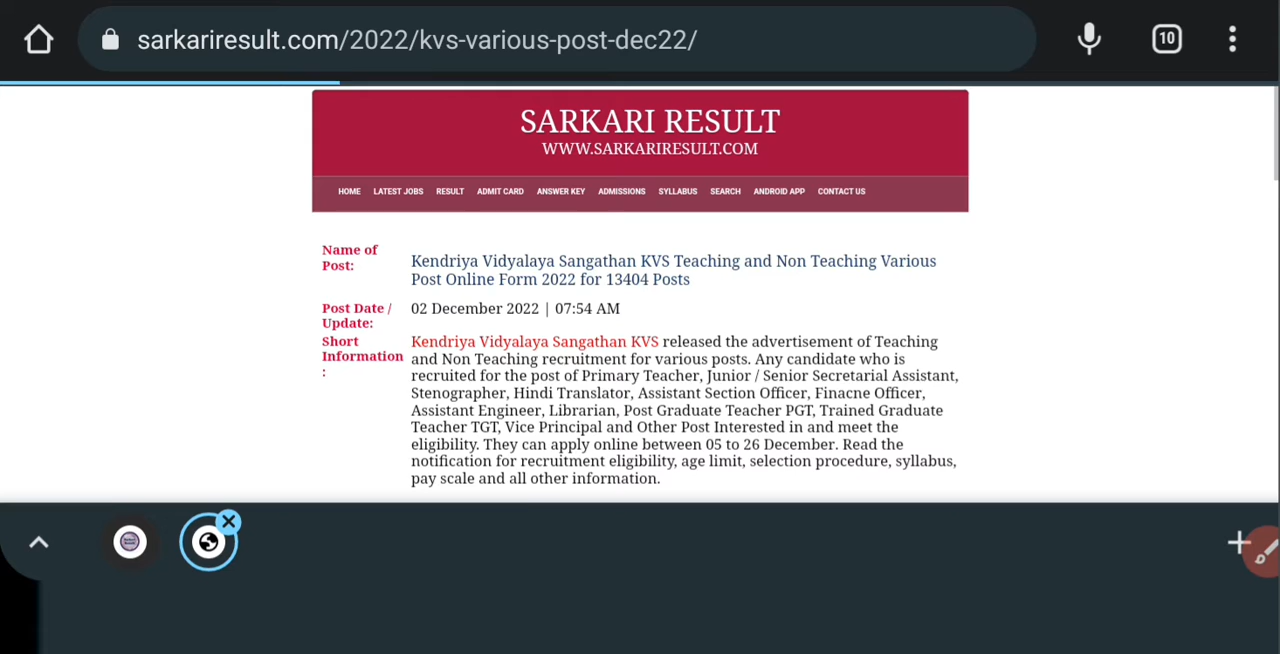 sarkariresult.com/2022/kvs-various-post-dec22/
10
SARKARI RESULT
WWW.SARKARIRESULT.COM
HOME LATEST JOBS RESULT ADMIT CARD ANSWER KEY ADMISSIONS SYLLABUS SEARCH ANDROID APP CONTACT US
Name of
Post:
Kendriya Vidyalaya Sangathan KVS Teaching and Non Teaching Various
Post Online Form 2022 for 13404 Posts
Post Date /
Update:
02 December 2022 | 07:54 AM
Short
Information
:
Kendriya Vidyalaya Sangathan KVS released the advertisement of Teaching
and Non Teaching recruitment for various posts. Any candidate who is
recruited for the post of Primary Teacher, Junior / Senior Secretarial Assistant,
Stenographer, Hindi Translator, Assistant Section Officer, Finacne Officer,
Assistant Engineer, Librarian, Post Graduate Teacher PGT, Trained Graduate
Teacher TGT, Vice Principal and Other Post Interested in and meet the
eligibility. They can apply online between 05 to 26 December. Read the
notification for recruitment eligibility, age limit, selection procedure, syllabus,
pay scale and all other information.